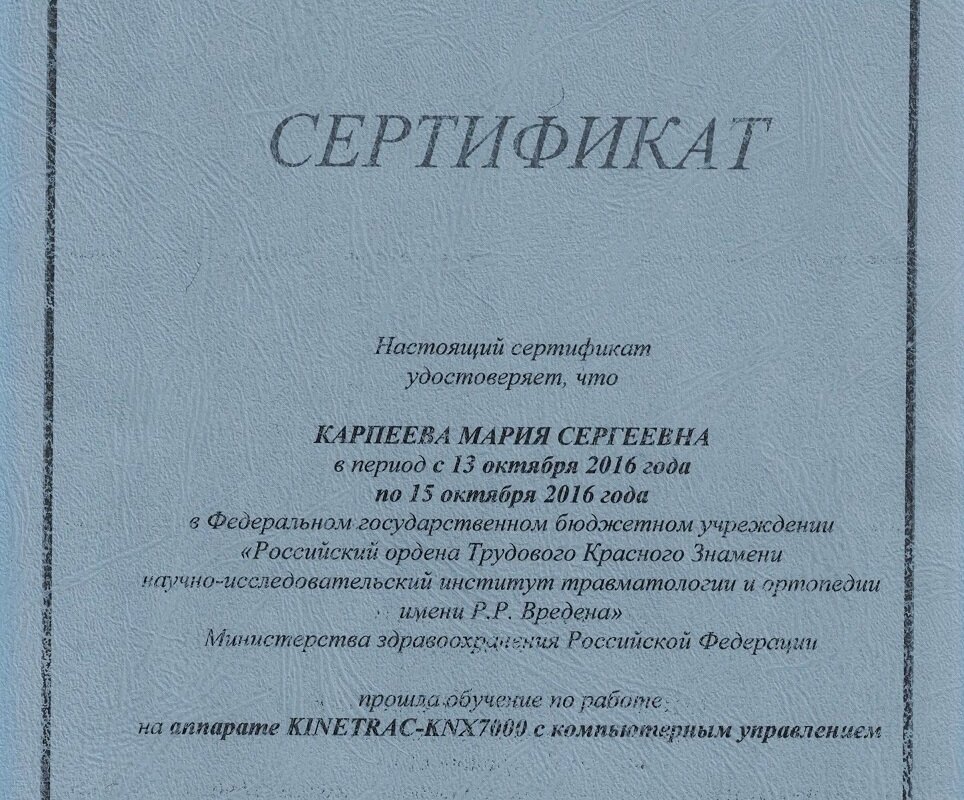 СЕРТИФИКАТ
Настоящий сертификат
удостоверяет, что
КАРПЕЕВА МАРИЯ СЕРГЕЕВНА
в период с 13 октября 2016 года
по 15 октября 2016 года
в Федеральном государственном бюджетном учреждении
«Российский ордена Трудового Красного Знамени
научно-исследовательский институт травматологии и ортопедии
имени Р.Р. Вредена»
Министерства здравоохранения Российской Федерации
прошла обучение по работе
на аппарате KINETRAC-KNX7000 с компьютерным управлением